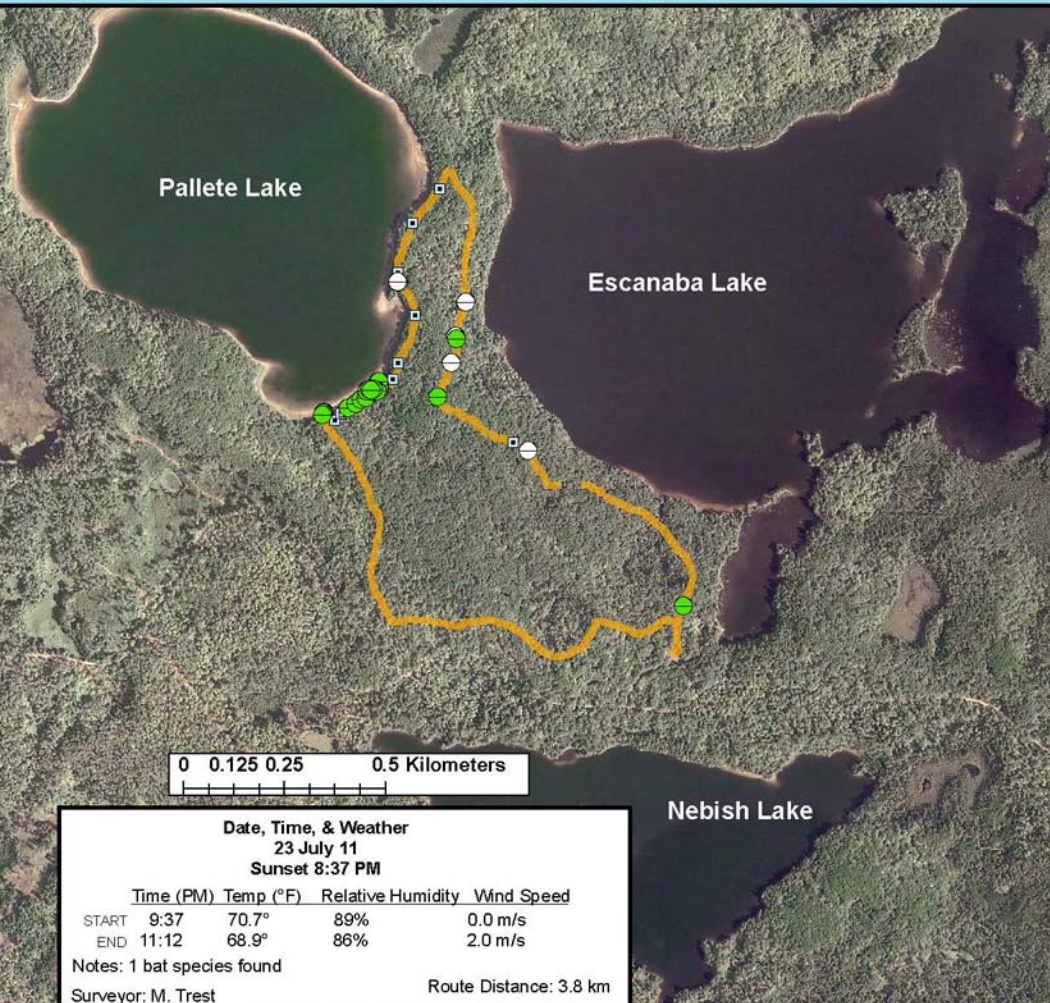 Pallete Lake
Escanaba Lake
0 0.125 0.25 0.5 Kilometers
Nebish Lake
Date, Time, & Weather
23 July 11
Sunset 8:37 PM
Time (PM) Temp (°F) Relative Humidity Wind Speed
START 9:37 70.7° 89% 0.0 m/s
END 11:12 68.9° 86% 2.0 m/s
Notes: 1 bat species found
Surveyor: M. Trest Route Distance: 3.8 km